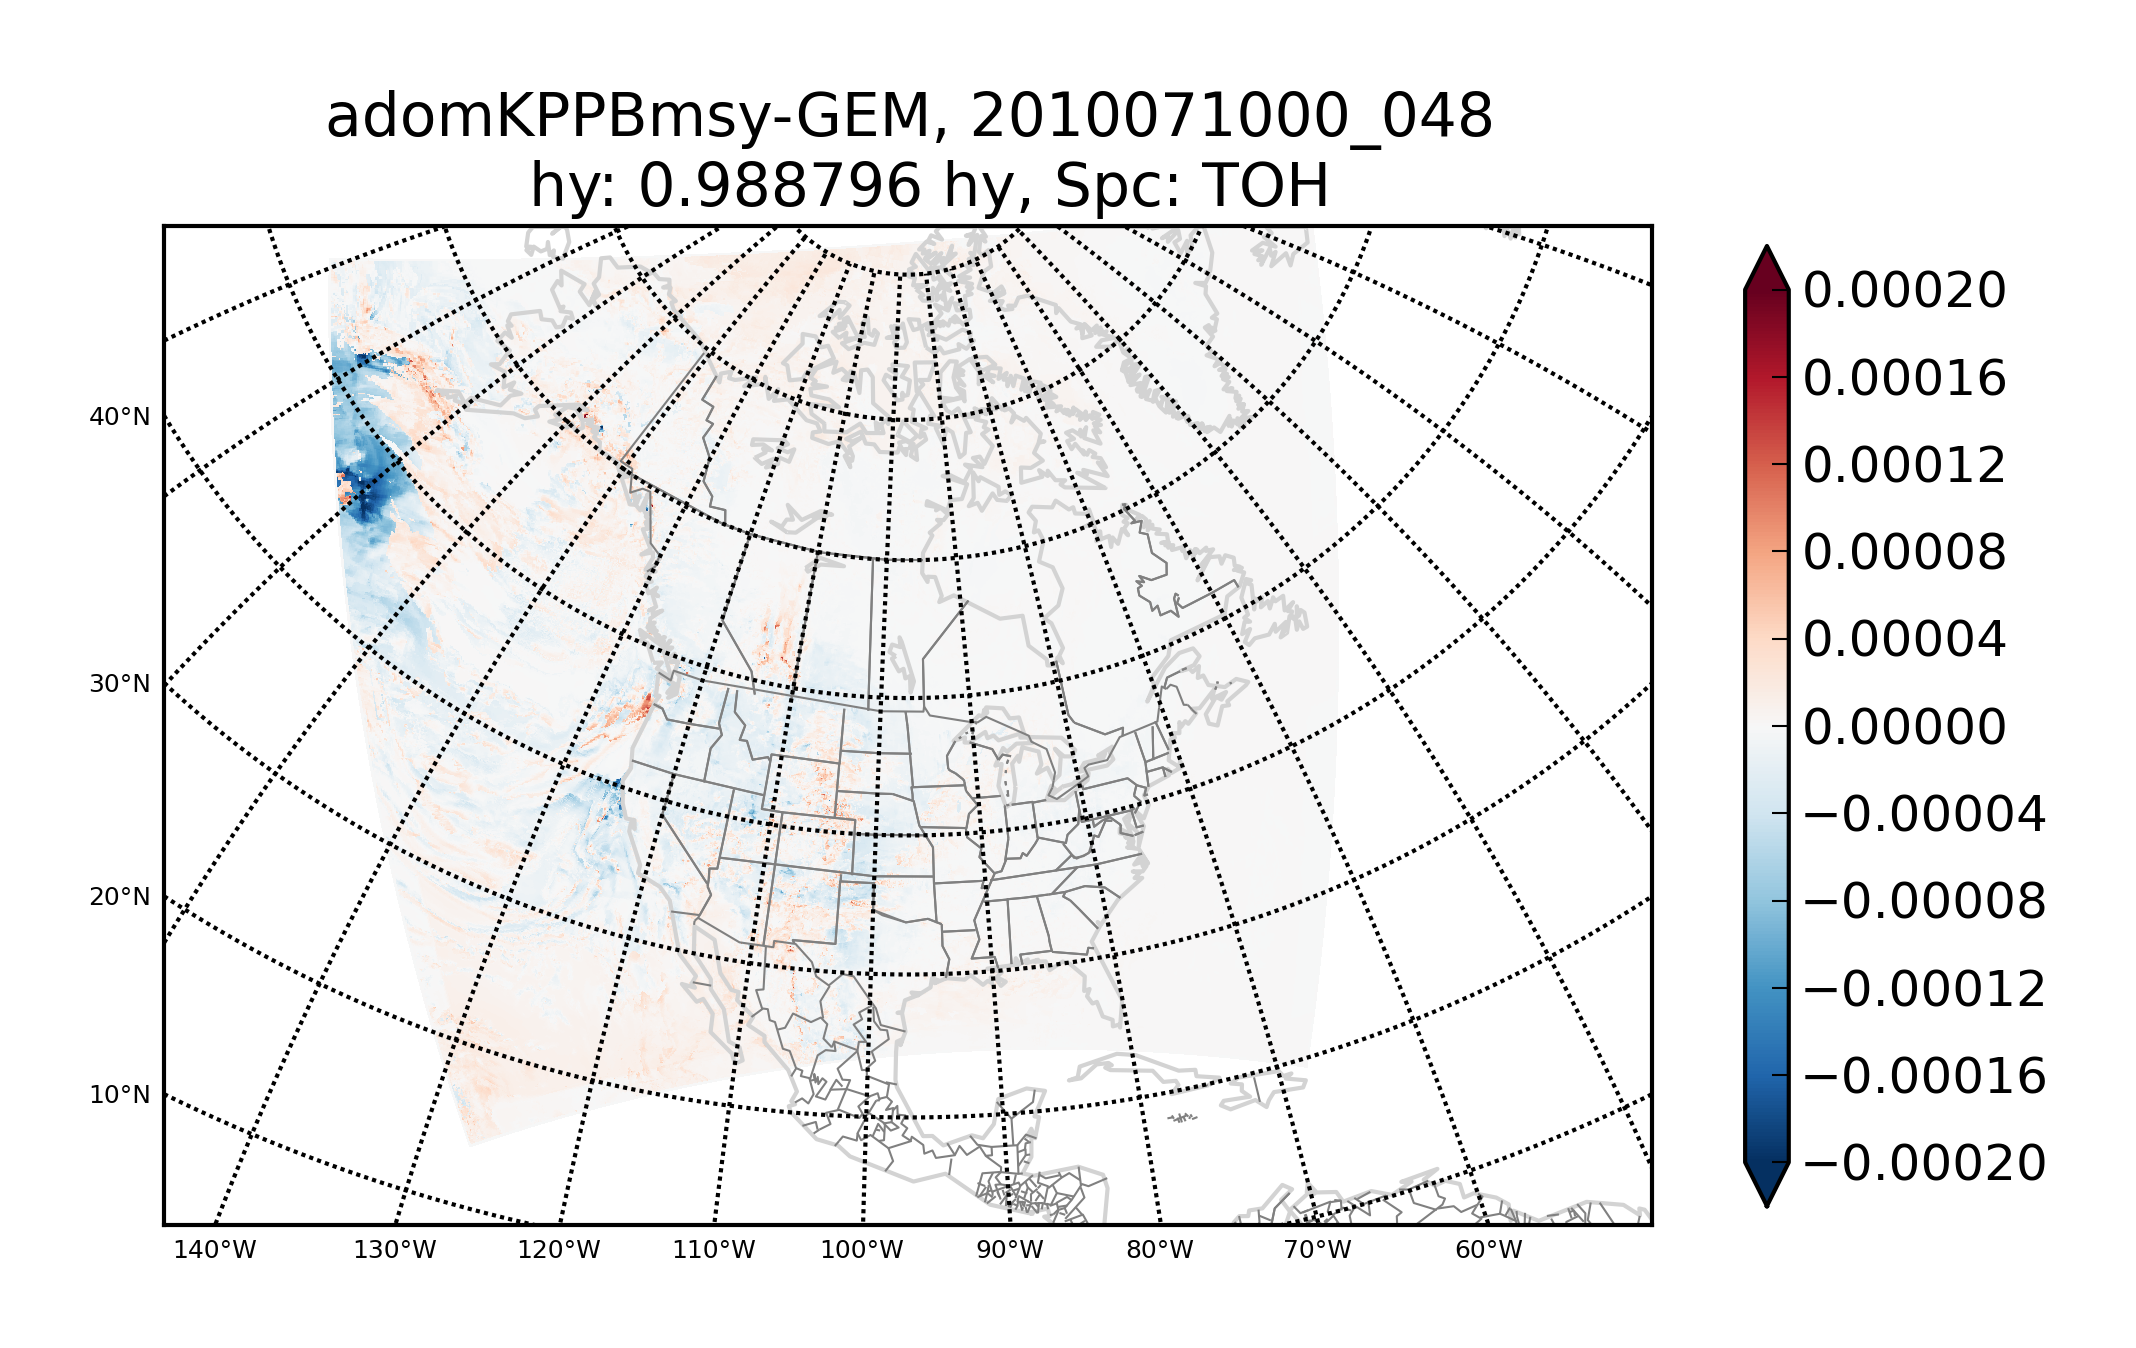 adomKPPBmsy-GEM, 2010071000_048
hy: 0.988796 hy, Spc: TOH
40°N
30°N
20°N
10°N
140°W
130°W
120°W
110°W
100°W
90°W
80°W
70°W
60°W
0.00020
0.00016
0.00012
0.00008
0.00004
0.00000
−0.00004
−0.00008
−0.00012
−0.00016
−0.00020